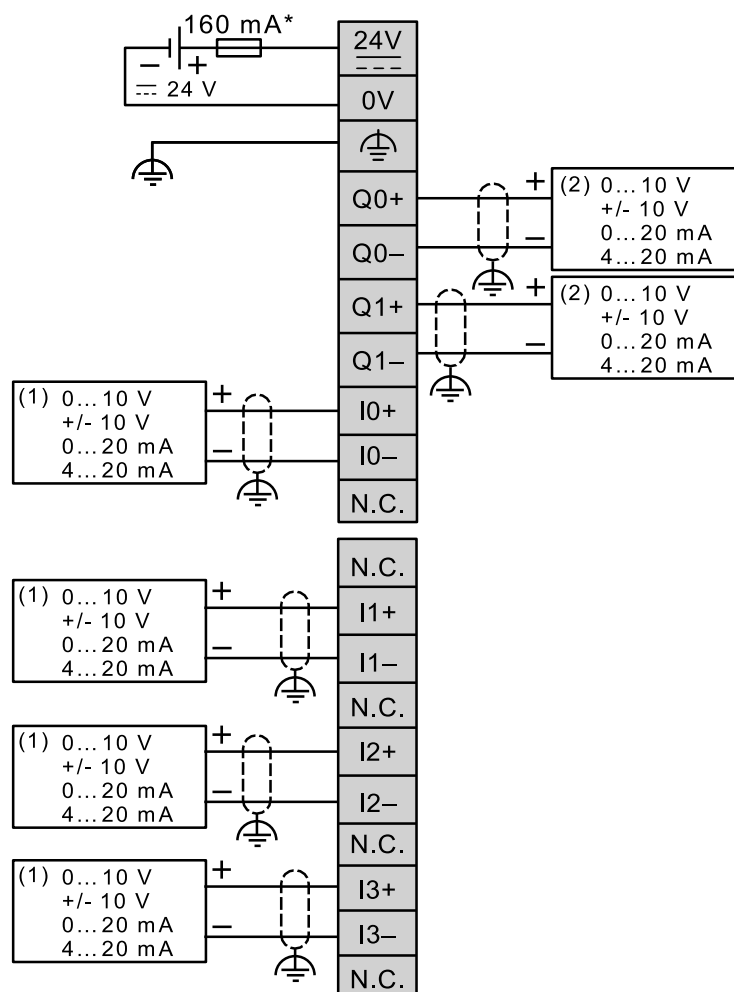 160 mA*
24V
− +
24 V
0V
Q0+
+
(2) 0...10 V
+/- 10 V
0...20 mA
4...20 mA
Q0−
−
Q1+
+
(2) 0...10 V
+/- 10 V
0...20 mA
4...20 mA
Q1−
−
(1) 0...10 V
+/- 10 V
0...20 mA
4...20 mA
+
I0+
−
I0−
N.C.
N.C.
(1) 0...10 V
+/- 10 V
0...20 mA
4...20 mA
+
I1+
−
I1−
N.C.
(1) 0...10 V
+/- 10 V
0...20 mA
4...20 mA
+
I2+
−
I2−
N.C.
(1) 0...10 V
+/- 10 V
0...20 mA
4...20 mA
+
I3+
−
I3−
N.C.